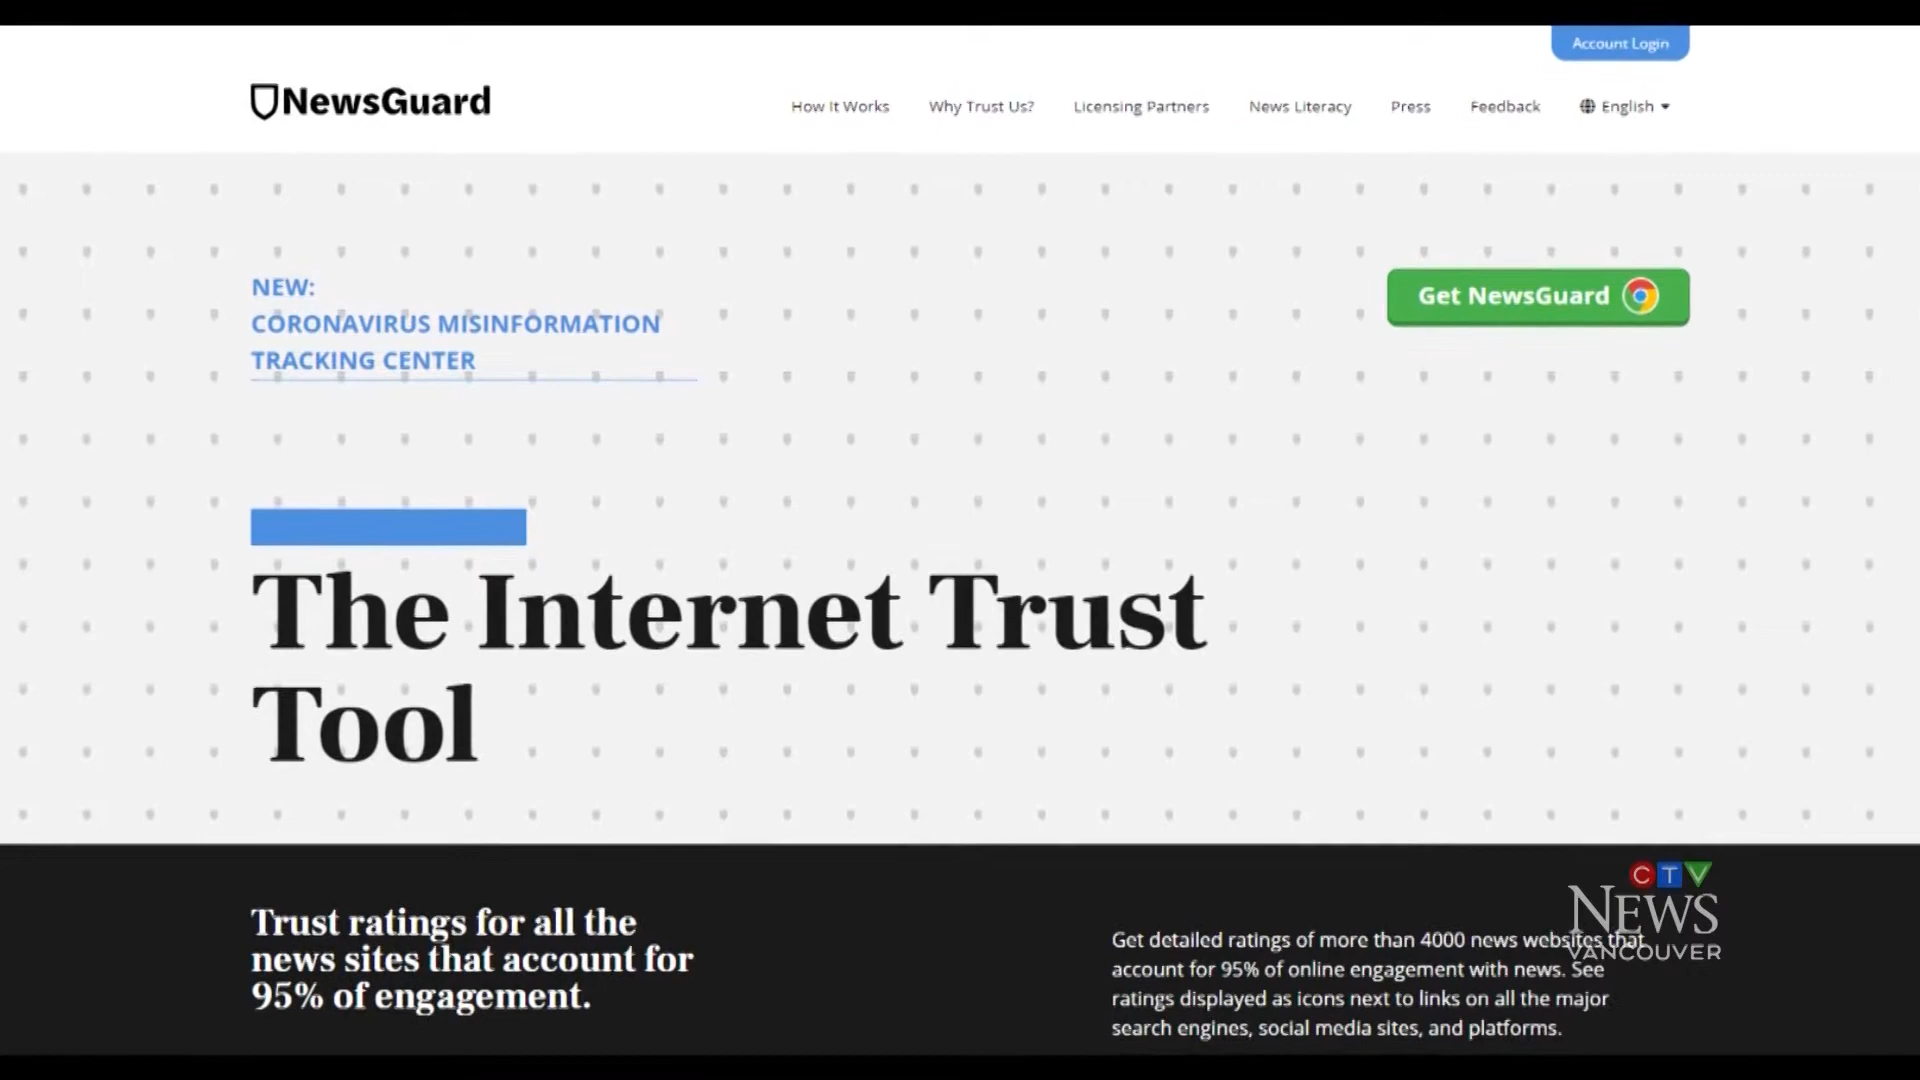 Account Login
NewsGuard
How It Works Why Trust Us? Licensing Partners News Literacy Press Feedback English
NEW:
CORONAVIRUS MISINFORMATION
TRACKING CENTER
Get NewsGuard
The Internet Trust
Tool
Trust ratings for all the
news sites that account for
95% of engagement.
Get detailed ratings of more than 4000 news websites that
account for 95% of online engagement with news. See
ratings displayed as icons next to links on all the major
search engines, social media sites, and platforms.
CTV
NEWS
VANCOUVER